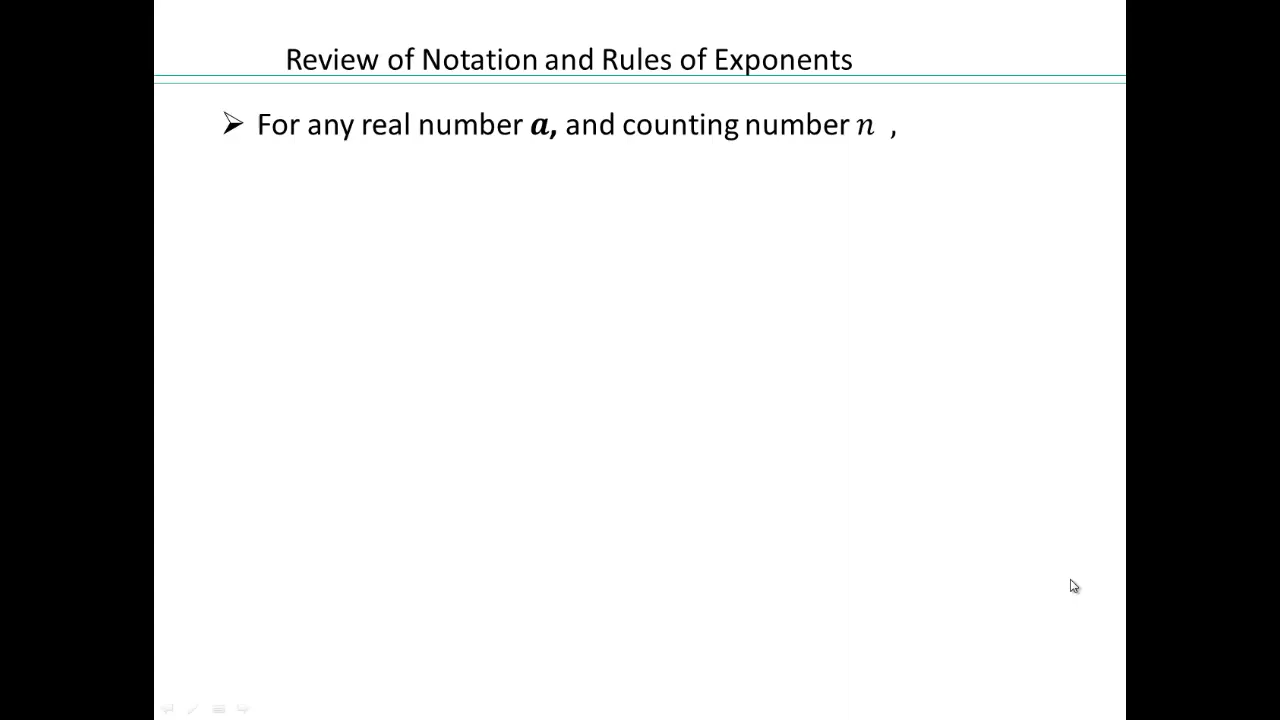 Review of Notation and Rules of Exponents
➢ For any real number a, and counting number n ,